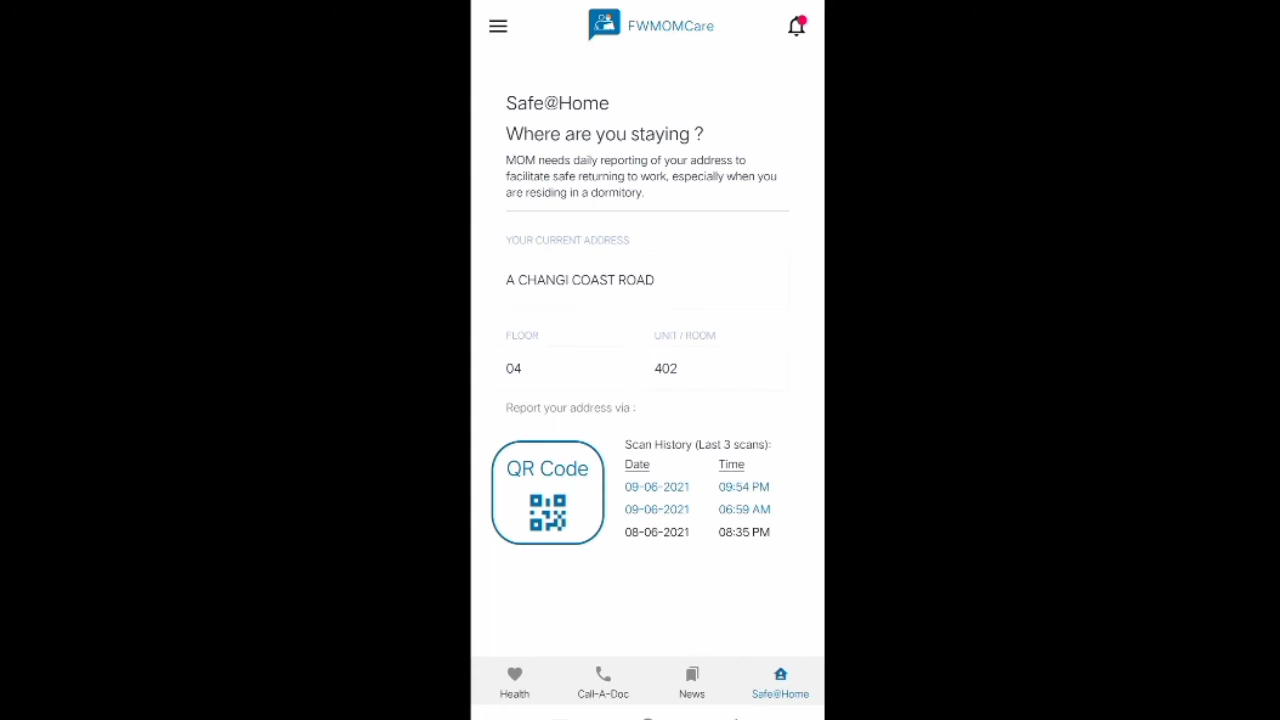 FWMOMCare
Safe@Home
Where are you staying ?
MOM needs daily reporting of your address to
facilitate safe returning to work, especially when you
are residing in a dormitory.
YOUR CURRENT ADDRESS
A CHANGI COAST ROAD
FLOOR UNIT / ROOM
04 402
Report your address via :
QR Code
Scan History (Last 3 scans):
Date Time
09-06-2021 09:54 PM
09-06-2021 06:59 AM
08-06-2021 08:35 PM
Health Call-A-Doc News Safe@Home